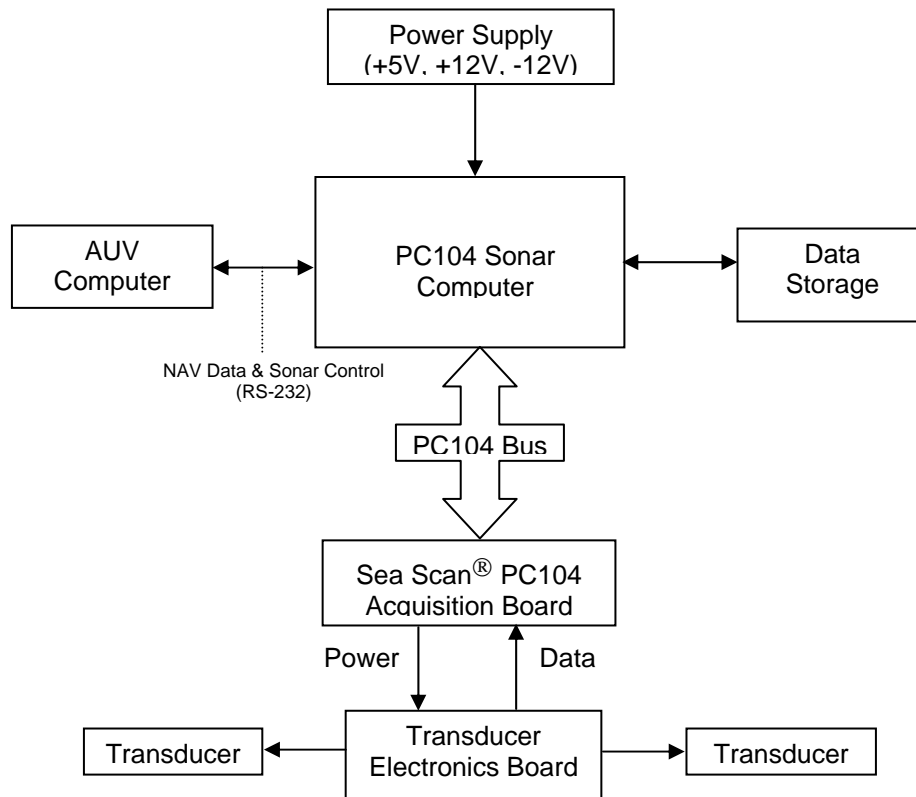 Power Supply
(+5V, +12V, -12V)
AUV
Computer
PC104 Sonar
Computer
Data
Storage
NAV Data & Sonar Control
(RS-232)
PC104 Bus
Sea Scan® PC104
Acquisition Board
Power
Data
Transducer
Transducer
Electronics Board
Transducer